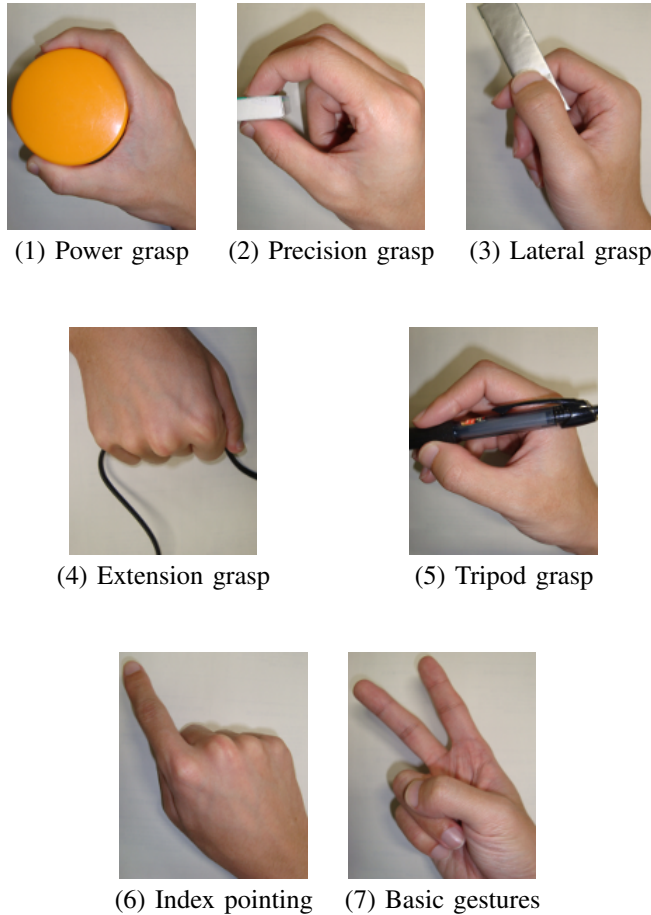 (1) Power grasp (2) Precision grasp (3) Lateral grasp
(4) Extension grasp (5) Tripod grasp
(6) Index pointing (7) Basic gestures